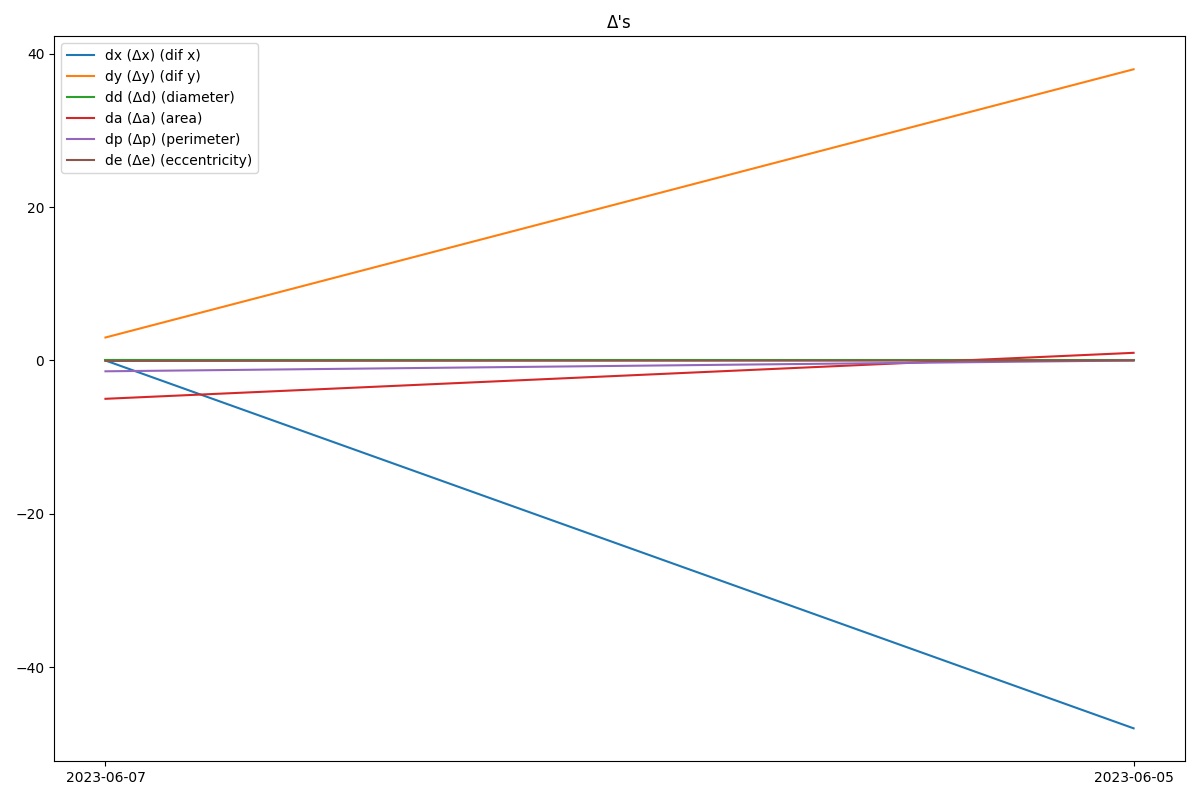 Δ's
dx (Δx) (dif x)
dy (Δy) (dif y)
dd (Δd) (diameter)
da (Δa) (area)
dp (Δp) (perimeter)
de (Δe) (eccentricity)
40
20
0
−20
−40
2023-06-07
2023-06-05